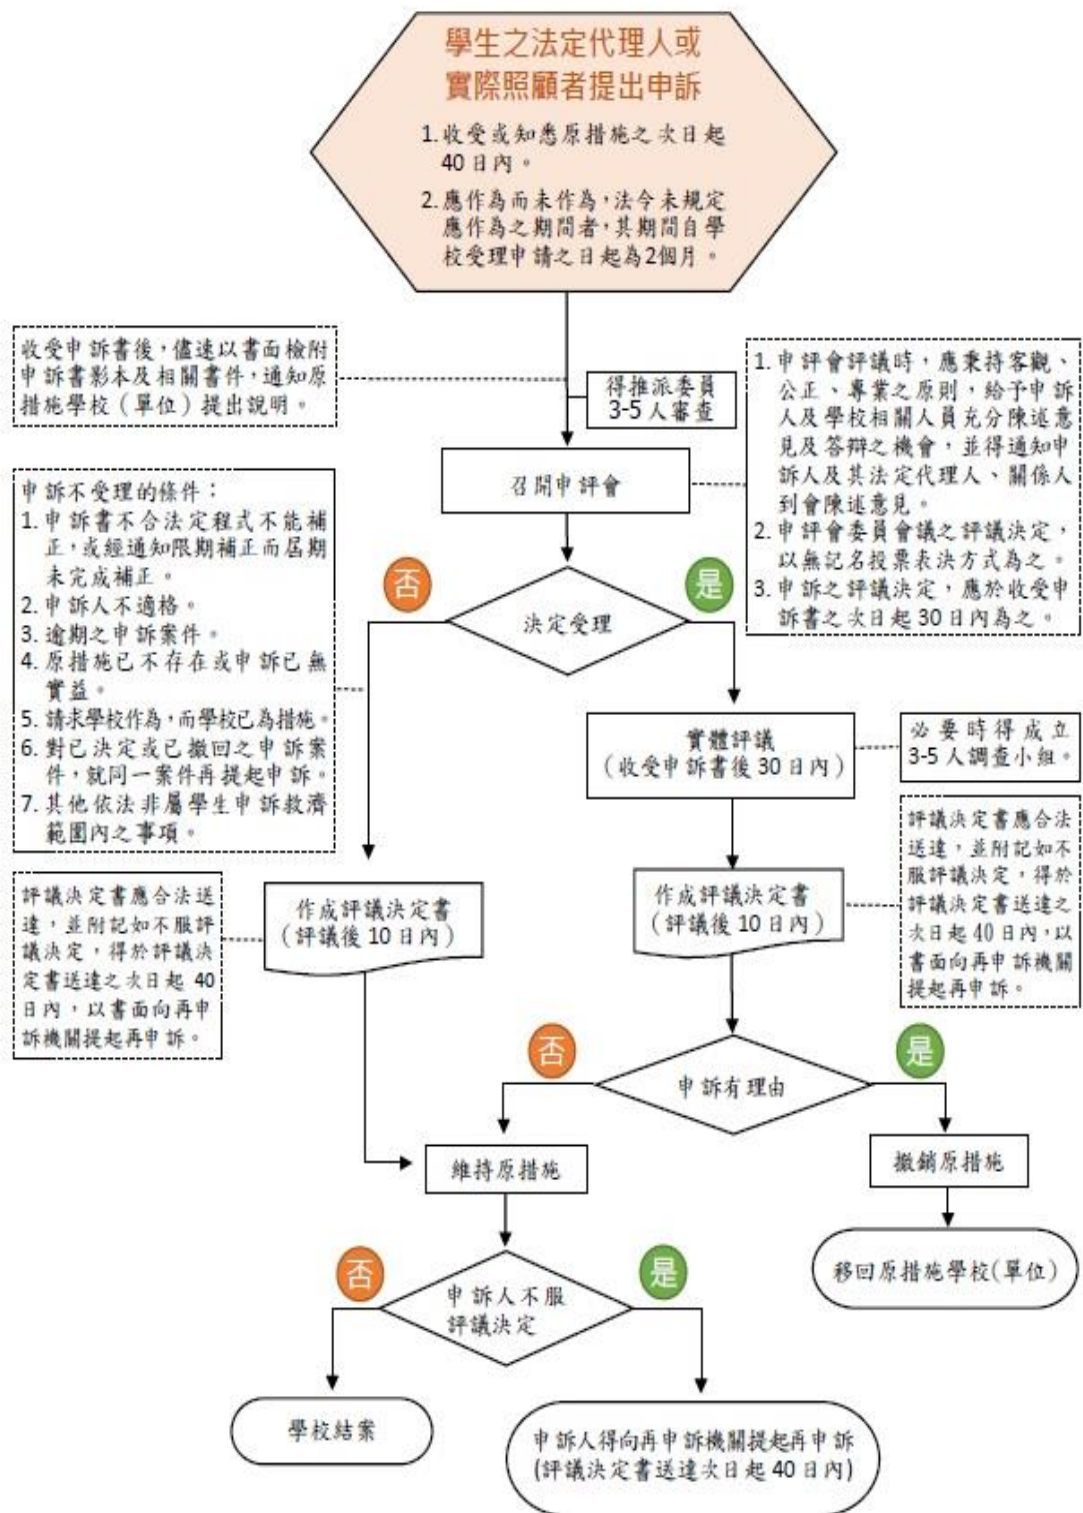 學生之法定代理人或
實際照顧者提出申訴
1. 收受或知悉原措施之次日起
40日內。
2. 應作為而未作為，法令未規定
應作為之期間者，其期間自學
校受理申請之日起為2個月。
收受申訴書後，儘速以書面檢附
申訴書影本及相關書件，通知原
措施學校（單位）提出說明。
得推派委員
3-5人審查
1. 申評會評議時，應秉持客觀、
公正、專業之原則，給予申訴
人及學校相關人員充分陳述意
見及答辯之機會，並得通知申
訴人及其法定代理人、關係人
到會陳述意見。
2. 申評會委員會議之評議決定，
以無記名投票表決方式為之。
3. 申訴之評議決定，應於收受申
訴書之次日起30日內為之。
召開申評會
申訴不受理的條件：
1. 申訴書不合法定程式不能補
正，或經通知限期補正而屆期
未完成補正。
2. 申訴人不適格。
3. 逾期之申訴案件。
4. 原措施已不存在或申訴已無
實益。
5. 請求學校作為，而學校已為措施。
6. 對已決定或已撤回之申訴案
件，就同一案件再提起申訴。
7. 其他依法非屬學生申訴救濟
範圍內之事項。
否
是
決定受理
實體評議
（收受申訴書後30日內）
必要時得成立
3-5人調查小組。
評議決定書應合法送
達，並附記如不服評
議決定，得於評議決
定書送達之次日起 40
日內，以書面向再申
訴機關提起再申訴。
作成評議決定書
（評議後10日內）
作成評議決定書
（評議後10日內）
評議決定書應合法
送達，並附記如不
服評議決定，得於
評議決定書送達之
次日起40日內，以
書面向再申訴機關
提起再申訴。
否
是
申訴有理由
維持原措施
撤銷原措施
移回原措施學校(單位)
否
是
申訴人不服
評議決定
學校結案
申訴人得向再申訴機關提起再申訴
(評議決定書送達次日起40日內)